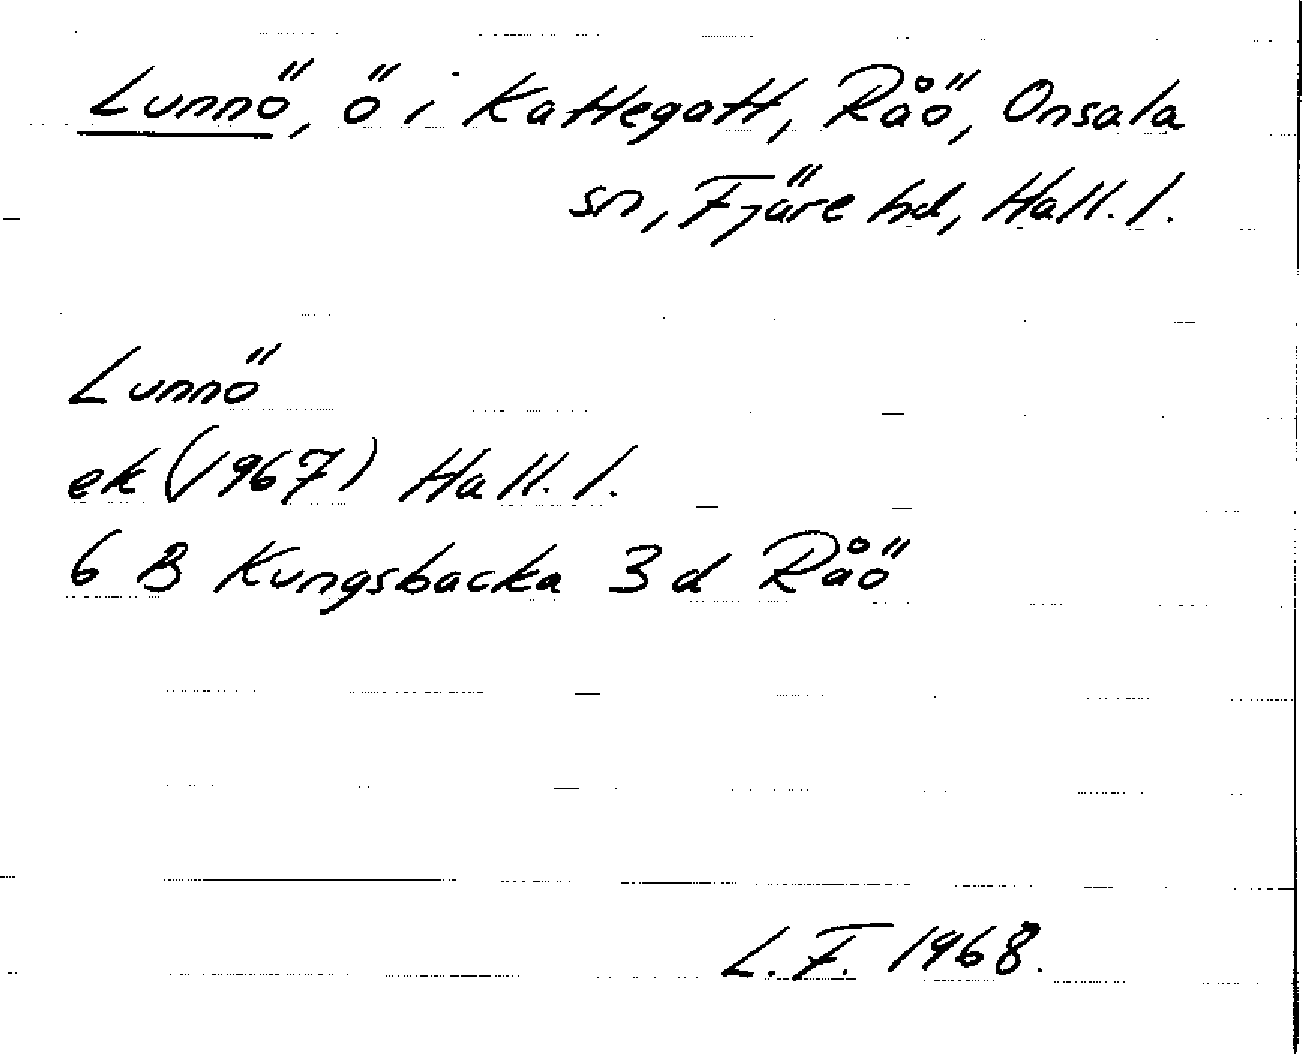 Lunnö, ö i Kattegatt, Råö, Onsala
sn, Fjäre hd, Hall. l.
Lunnö
ek (1967) Hall. l.
6 B Kungsbacka 3 d Råö
L. F. 1968.